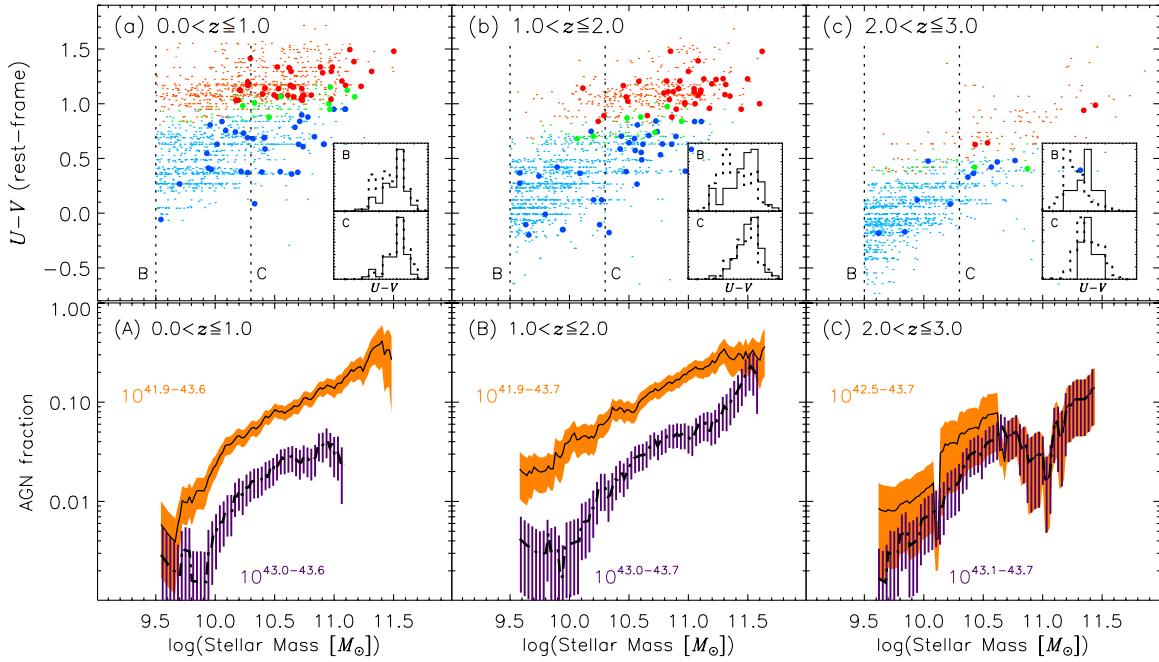 (a) 0.0<z≦1.0
(b) 1.0<z≦2.0
(c) 2.0<z≦3.0
U−V (rest−frame)
1.5
1.0
0.5
0.0
−0.5
B
C
B
C
U−V
B
C
B
C
U−V
B
C
B
C
U−V
(A) 0.0<z≦1.0
(B) 1.0<z≦2.0
(C) 2.0<z≦3.0
AGN fraction
1.00
0.10
0.01
10^41.9−43.6
10^43.0−43.6
10^41.9−43.7
10^43.0−43.7
10^42.5−43.7
10^43.1−43.7
9.5 10.0 10.5 11.0 11.5
9.5 10.0 10.5 11.0 11.5
9.5 10.0 10.5 11.0 11.5
log(Stellar Mass [M⊙])
log(Stellar Mass [M⊙])
log(Stellar Mass [M⊙])